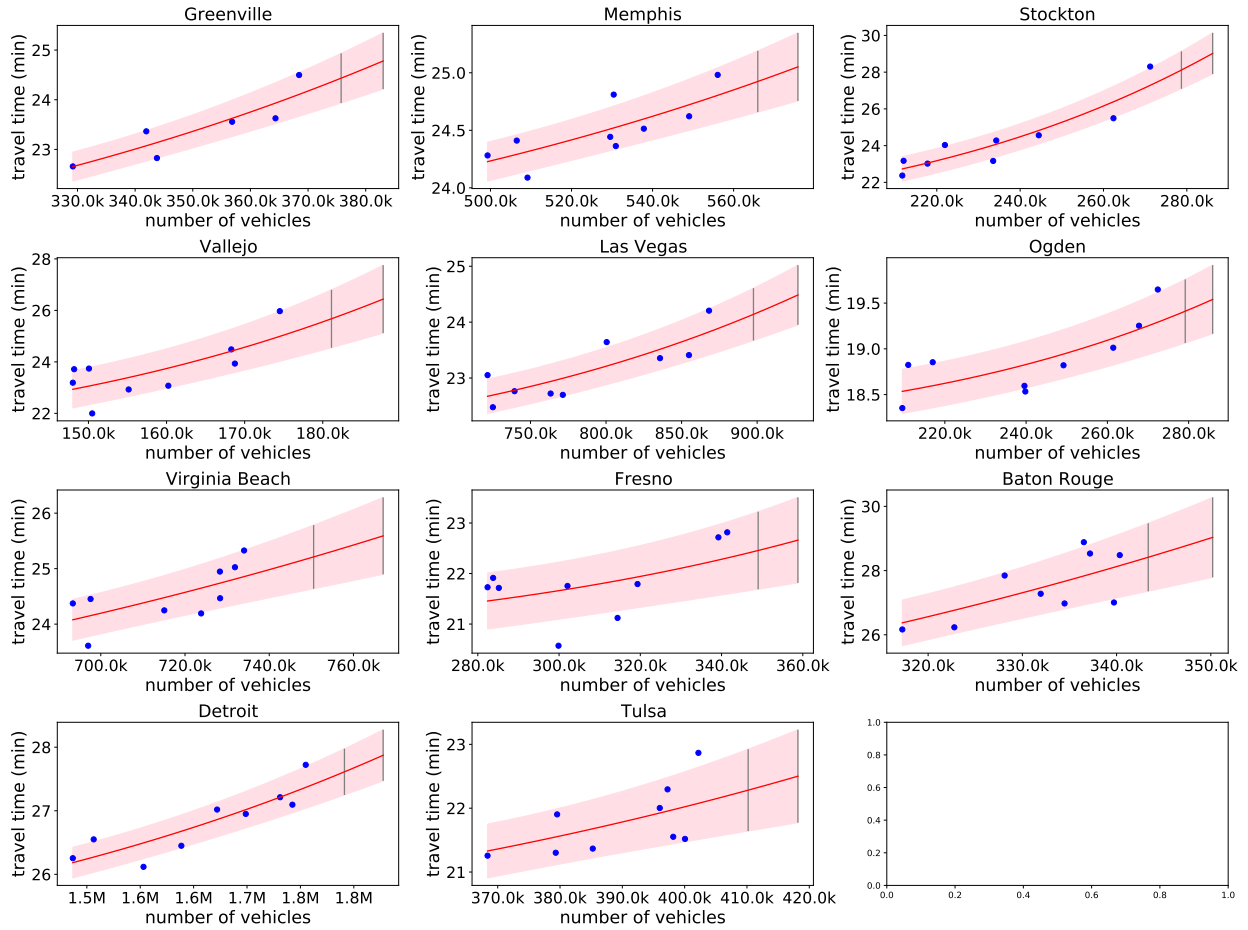 Greenville
travel time (min)
25
24
23
330.0k 340.0k 350.0k 360.0k 370.0k 380.0k
number of vehicles
Memphis
travel time (min)
25.0
24.5
24.0
500.0k 520.0k 540.0k 560.0k
number of vehicles
Stockton
travel time (min)
30
28
26
24
22
220.0k 240.0k 260.0k 280.0k
number of vehicles
Vallejo
travel time (min)
28
26
24
22
150.0k 160.0k 170.0k 180.0k
number of vehicles
Las Vegas
travel time (min)
25
24
23
750.0k 800.0k 850.0k 900.0k
number of vehicles
Ogden
travel time (min)
19.5
19.0
18.5
220.0k 240.0k 260.0k 280.0k
number of vehicles
Virginia Beach
travel time (min)
26
25
24
700.0k 720.0k 740.0k 760.0k
number of vehicles
Fresno
travel time (min)
23
22
21
280.0k 300.0k 320.0k 340.0k 360.0k
number of vehicles
Baton Rouge
travel time (min)
30
28
26
320.0k 330.0k 340.0k 350.0k
number of vehicles
Detroit
travel time (min)
28
27
26
1.5M 1.6M 1.6M 1.7M 1.8M 1.8M
number of vehicles
Tulsa
travel time (min)
23
22
21
370.0k 380.0k 390.0k 400.0k 410.0k 420.0k
number of vehicles
1.0
0.8
0.6
0.4
0.2
0.0
0.0 0.2 0.4 0.6 0.8 1.0